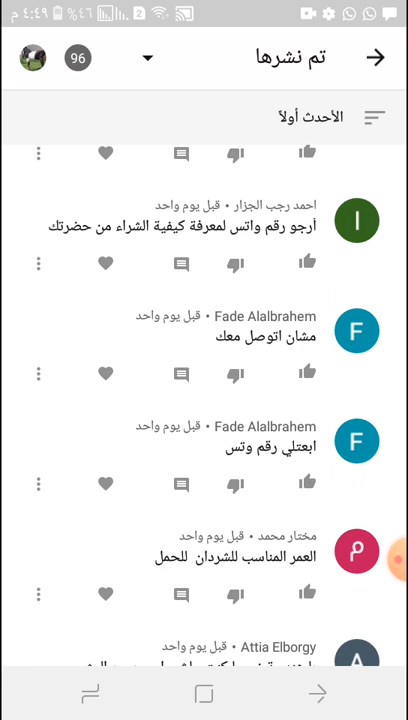 ٤:٤٩ م
%٤٦
2
تم نشرها
96
الأحدث أولاً
احمد رجب الجزار • قبل يوم واحد
أرجو رقم واتس لمعرفة كيفية الشراء من حضرتك
I
Fade Alalbrahem • قبل يوم واحد
مشان اتوصل معك
F
Fade Alalbrahem • قبل يوم واحد
ابعتلي رقم وتس
F
مختار محمد • قبل يوم واحد
العمر المناسب للشردان للحمل
م
Attia Elborgy • قبل يوم واحد
A